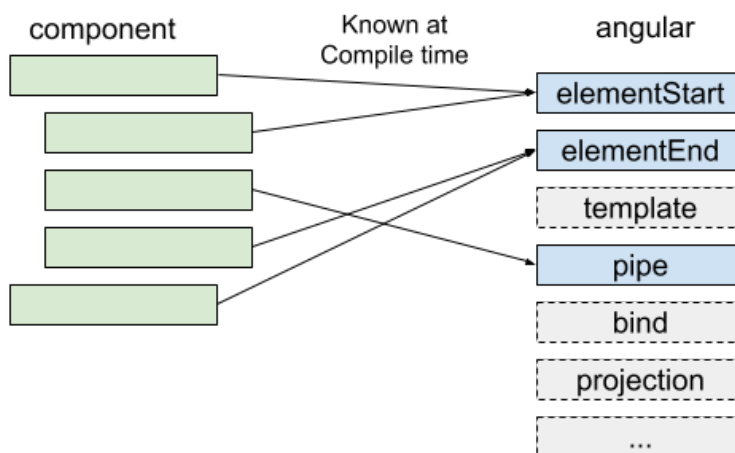 component
Known at
Compile time
angular
elementStart
elementEnd
template
pipe
bind
projection
...